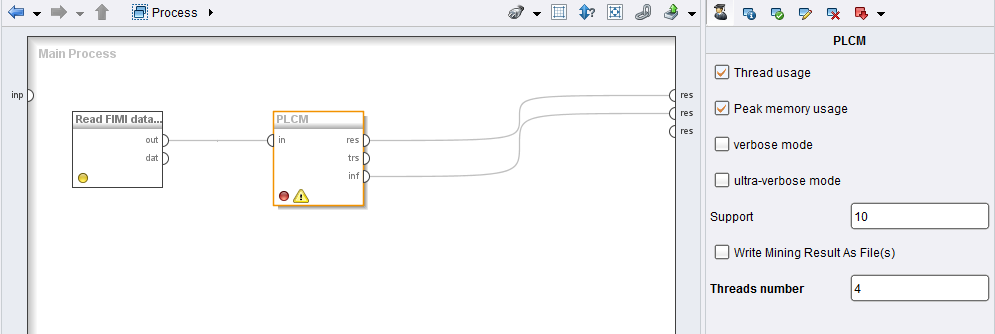 Process
Main Process
inp
Read FIMI data...
out
dat
PLCM
in
res
trs
inf
res
res
res
PLCM
Thread usage
Peak memory usage
verbose mode
ultra-verbose mode
Support
10
Write Mining Result As File(s)
Threads number
4